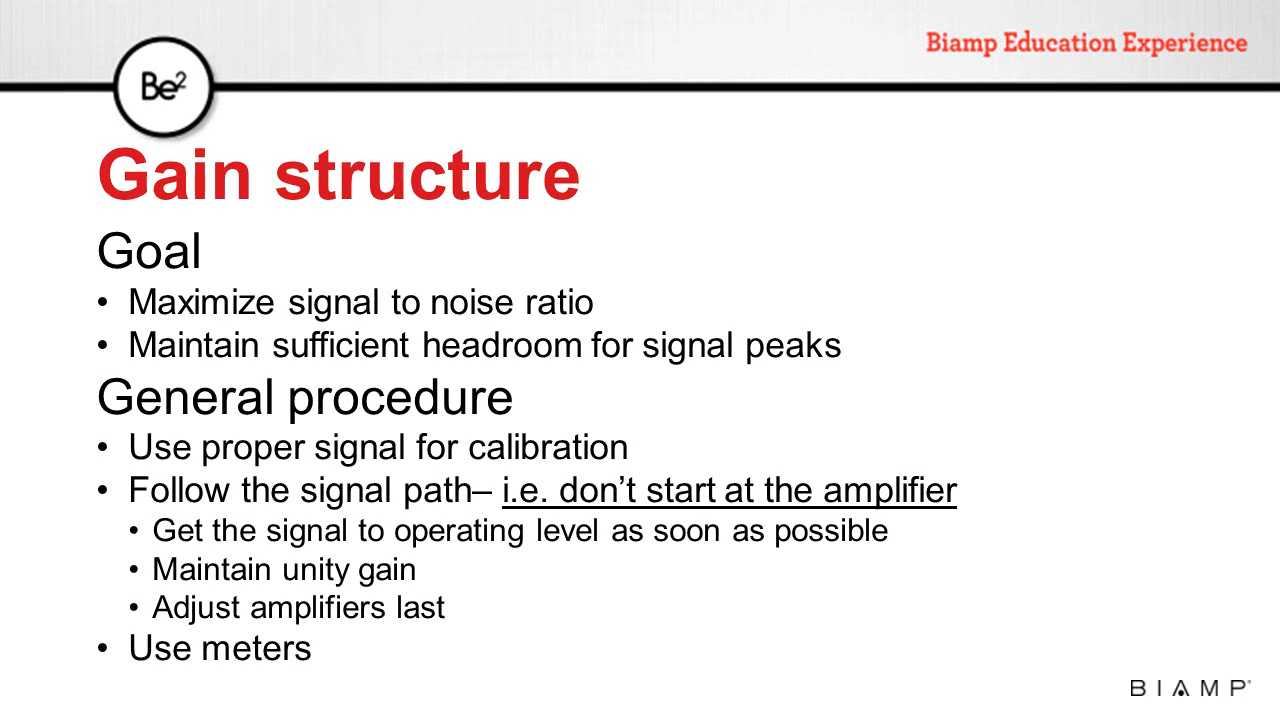 Biamp Education Experience
Be²
Gain structure
Goal
• Maximize signal to noise ratio
• Maintain sufficient headroom for signal peaks
General procedure
• Use proper signal for calibration
• Follow the signal path– i.e. don’t start at the amplifier
• Get the signal to operating level as soon as possible
• Maintain unity gain
• Adjust amplifiers last
• Use meters
BIAMP®